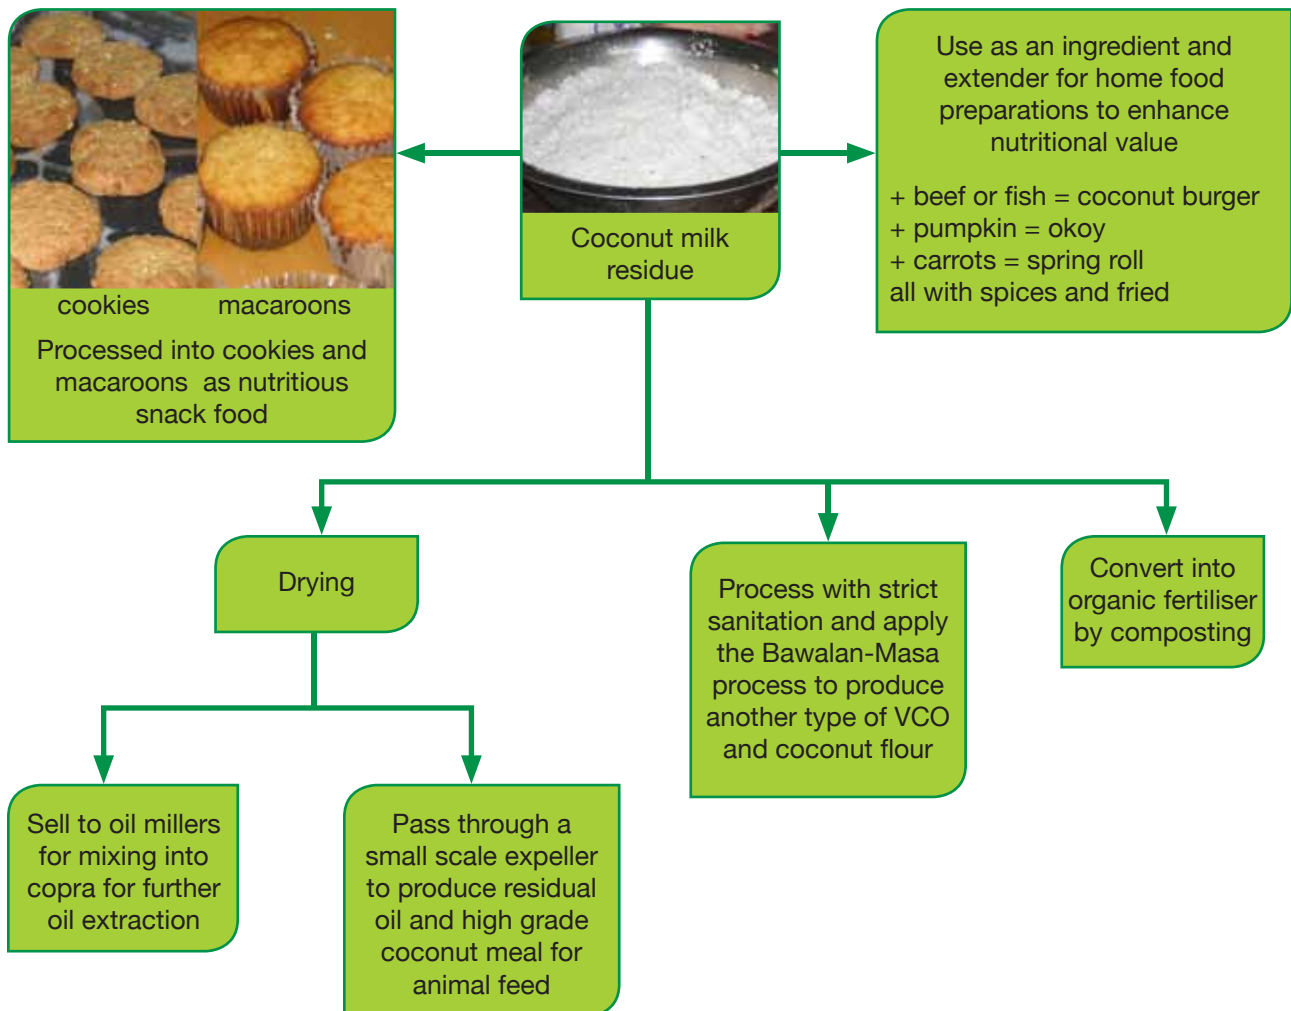 cookies
macaroons
Processed into cookies and
macaroons as nutritious
snack food
Coconut milk
residue
Use as an ingredient and
extender for home food
preparations to enhance
nutritional value
+ beef or fish = coconut burger
+ pumpkin = okoy
+ carrots = spring roll
all with spices and fried
Drying
Process with strict
sanitation and apply
the Bawalan-Masa
process to produce
another type of VCO
and coconut flour
Convert into
organic fertiliser
by composting
Sell to oil millers
for mixing into
copra for further
oil extraction
Pass through a
small scale expeller
to produce residual
oil and high grade
coconut meal for
animal feed